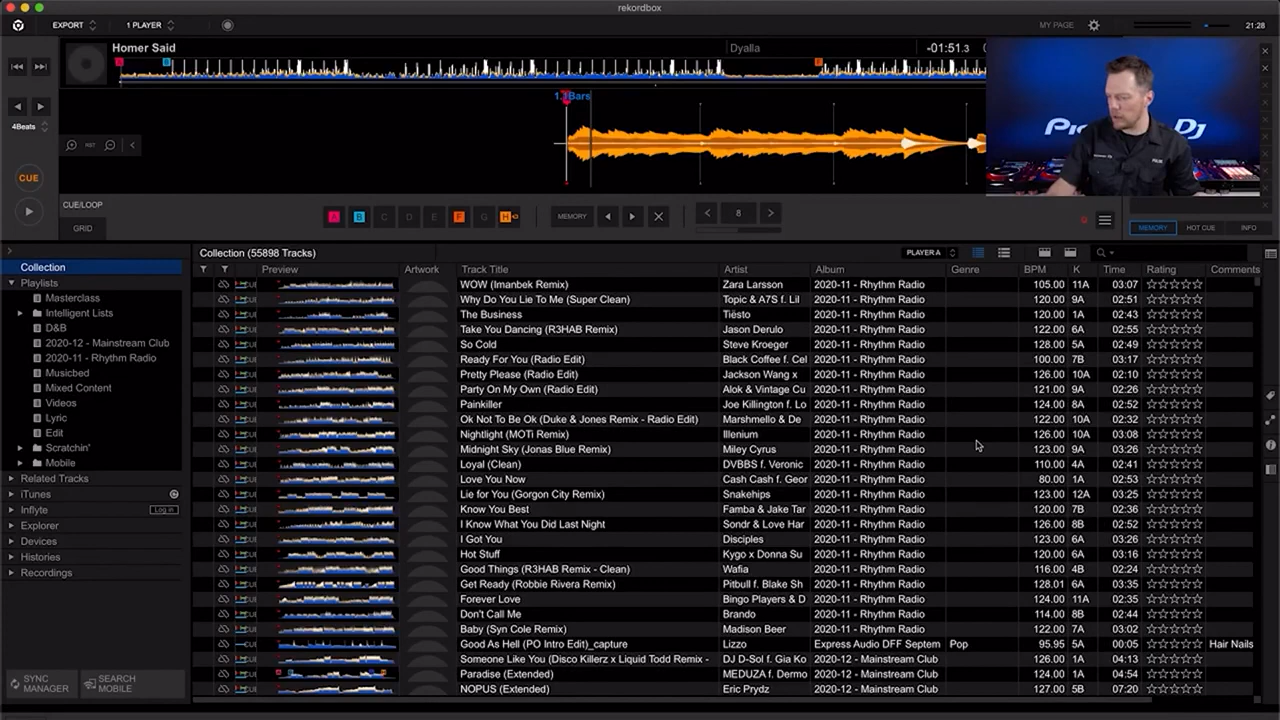 rekordbox
EXPORT 1 PLAYER MY PAGE 21:28
Homer Said Dyalla -01:51.3
A B F
1.1Bars
4Beats
RST
CUE
CUE/LOOP
GRID
A B C D E F G H MEMORY 8
MEMORY HOT CUE INFO
Collection (55898 Tracks) PLAYER A
Preview Artwork Track Title Artist Album Genre BPM K Time Rating Comments
Collection
Playlists
Masterclass
Intelligent Lists
D&B
2020-12 - Mainstream Club
2020-11 - Rhythm Radio
Musicbed
Mixed Content
Videos
Lyric
Edit
Scratchin'
Mobile
Related Tracks
iTunes
Inflyte Log in
Explorer
Devices
Histories
Recordings
SYNC MANAGER
SEARCH MOBILE
WOW (Imanbek Remix) Zara Larsson 2020-11 - Rhythm Radio 105.00 11A 03:07
Why Do You Lie To Me (Super Clean) Topic & A7S f. Lil 2020-11 - Rhythm Radio 120.00 9A 02:51
The Business Tiësto 2020-11 - Rhythm Radio 120.00 1A 02:43
Take You Dancing (R3HAB Remix) Jason Derulo 2020-11 - Rhythm Radio 122.00 6A 02:55
So Cold Steve Kroeger 2020-11 - Rhythm Radio 128.00 5A 02:49
Ready For You (Radio Edit) Black Coffee f. Cel 2020-11 - Rhythm Radio 100.00 7B 03:17
Pretty Please (Radio Edit) Jackson Wang x 2020-11 - Rhythm Radio 126.00 10A 02:10
Party On My Own (Radio Edit) Alok & Vintage Cu 2020-11 - Rhythm Radio 121.00 9A 02:26
Painkiller Joe Killington f. Lo 2020-11 - Rhythm Radio 124.00 8A 02:52
Ok Not To Be Ok (Duke & Jones Remix - Radio Edit) Marshmello & De 2020-11 - Rhythm Radio 122.00 10A 02:32
Nightlight (MOTi Remix) Illenium 2020-11 - Rhythm Radio 126.00 10A 03:08
Midnight Sky (Jonas Blue Remix) Miley Cyrus 2020-11 - Rhythm Radio 123.00 9A 03:26
Loyal (Clean) DVBBS f. Veronic 2020-11 - Rhythm Radio 110.00 4A 02:41
Love You Now Cash Cash f. Geor 2020-11 - Rhythm Radio 80.00 1A 02:53
Lie for You (Gorgon City Remix) Snakehips 2020-11 - Rhythm Radio 123.00 12A 03:25
Know You Best Famba & Jake Tar 2020-11 - Rhythm Radio 120.00 7B 02:36
I Know What You Did Last Night Sondr & Love Har 2020-11 - Rhythm Radio 126.00 8B 02:52
I Got You Disciples 2020-11 - Rhythm Radio 123.00 6A 03:35
Hot Stuff Kygo x Donna Su 2020-11 - Rhythm Radio 120.00 5A 03:16
Good Things (R3HAB Remix - Clean) Wafia 2020-11 - Rhythm Radio 116.00 4B 02:24
Get Ready (Robbie Rivera Remix) Pitbull f. Blake Sh 2020-11 - Rhythm Radio 128.01 6A 03:35
Forever Love Bingo Players & D 2020-11 - Rhythm Radio 124.00 11A 02:35
Don't Call Me Brando 2020-11 - Rhythm Radio 114.00 8B 02:44
Baby (Syn Cole Remix) Madison Beer 2020-11 - Rhythm Radio 122.00 7A 03:02
Good As Hell (PO Intro Edit)_capture Lizzo Express Audio DFF Septem Pop 95.95 5A 00:05 Hair Nails
Someone Like You (Disco Killerz x Liquid Todd Remix - DJ D-Sol f. Gia Ko 2020-12 - Mainstream Club 126.00 1A 04:13
Paradise (Extended) MEDUZA f. Dermo 2020-12 - Mainstream Club 124.00 1A 04:54
NOPUS (Extended) Eric Prydz 2020-12 - Mainstream Club 127.00 5B 07:20